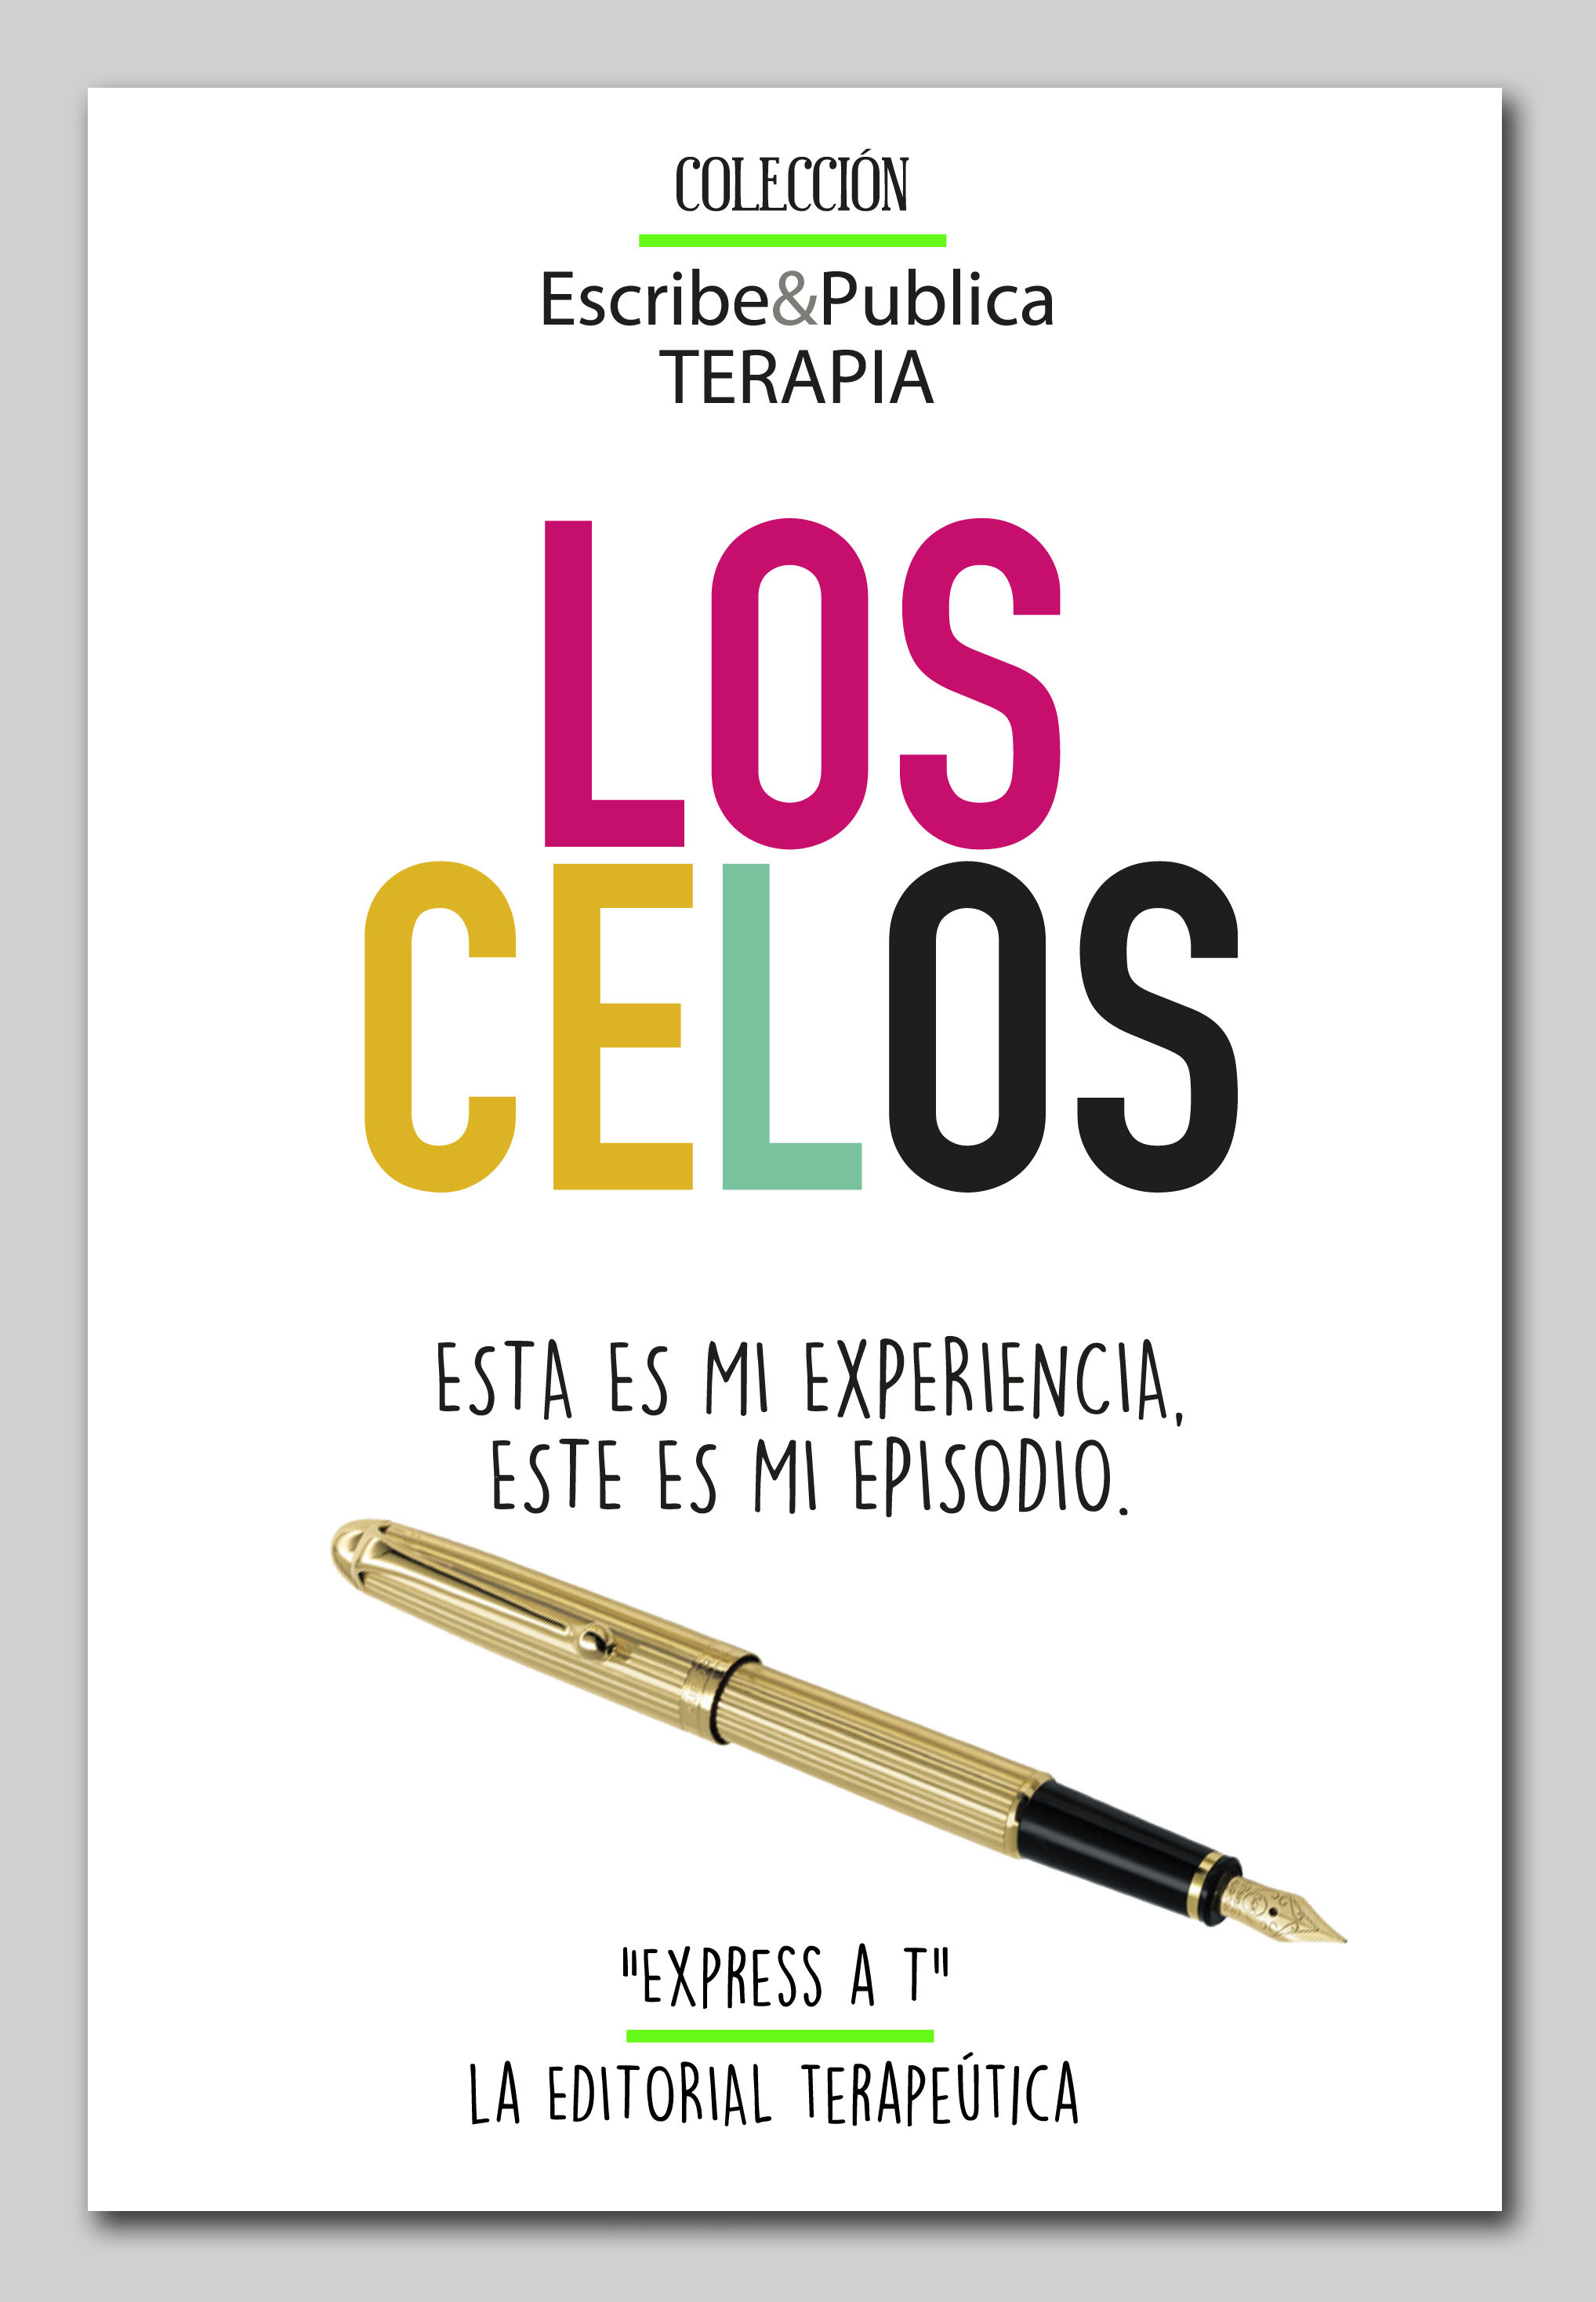 COLECCIÓN
Escribe&Publica
TERAPIA
LOS
CELOS
ESTA ES MI EXPERIENCIA,
ESTE ES MI EPISODIO.
"EXPRESS A T"
LA EDITORIAL TERAPEÚTICA